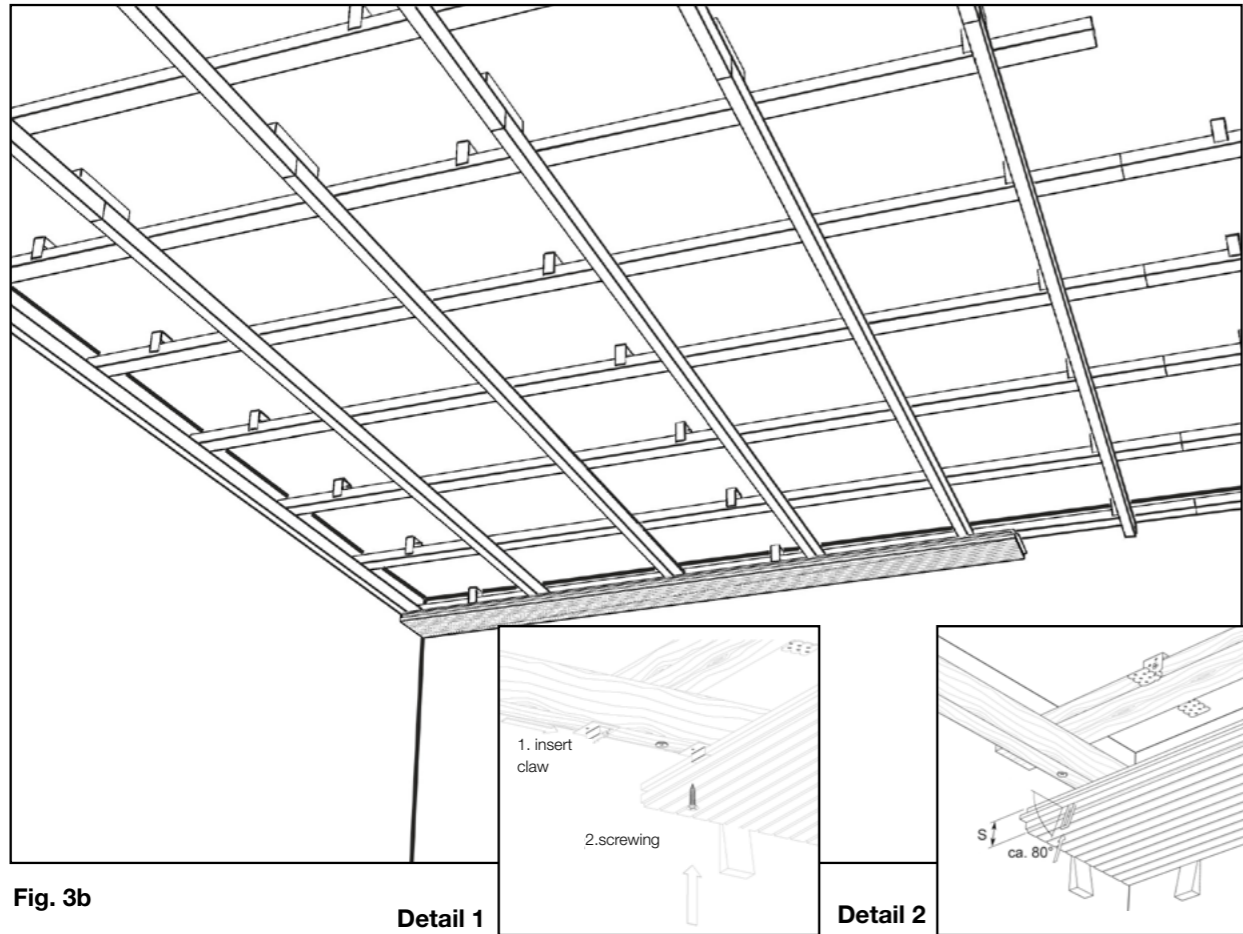 1. insert
claw
2.screwing
S
ca. 80°
Fig. 3b
Detail 1
Detail 2